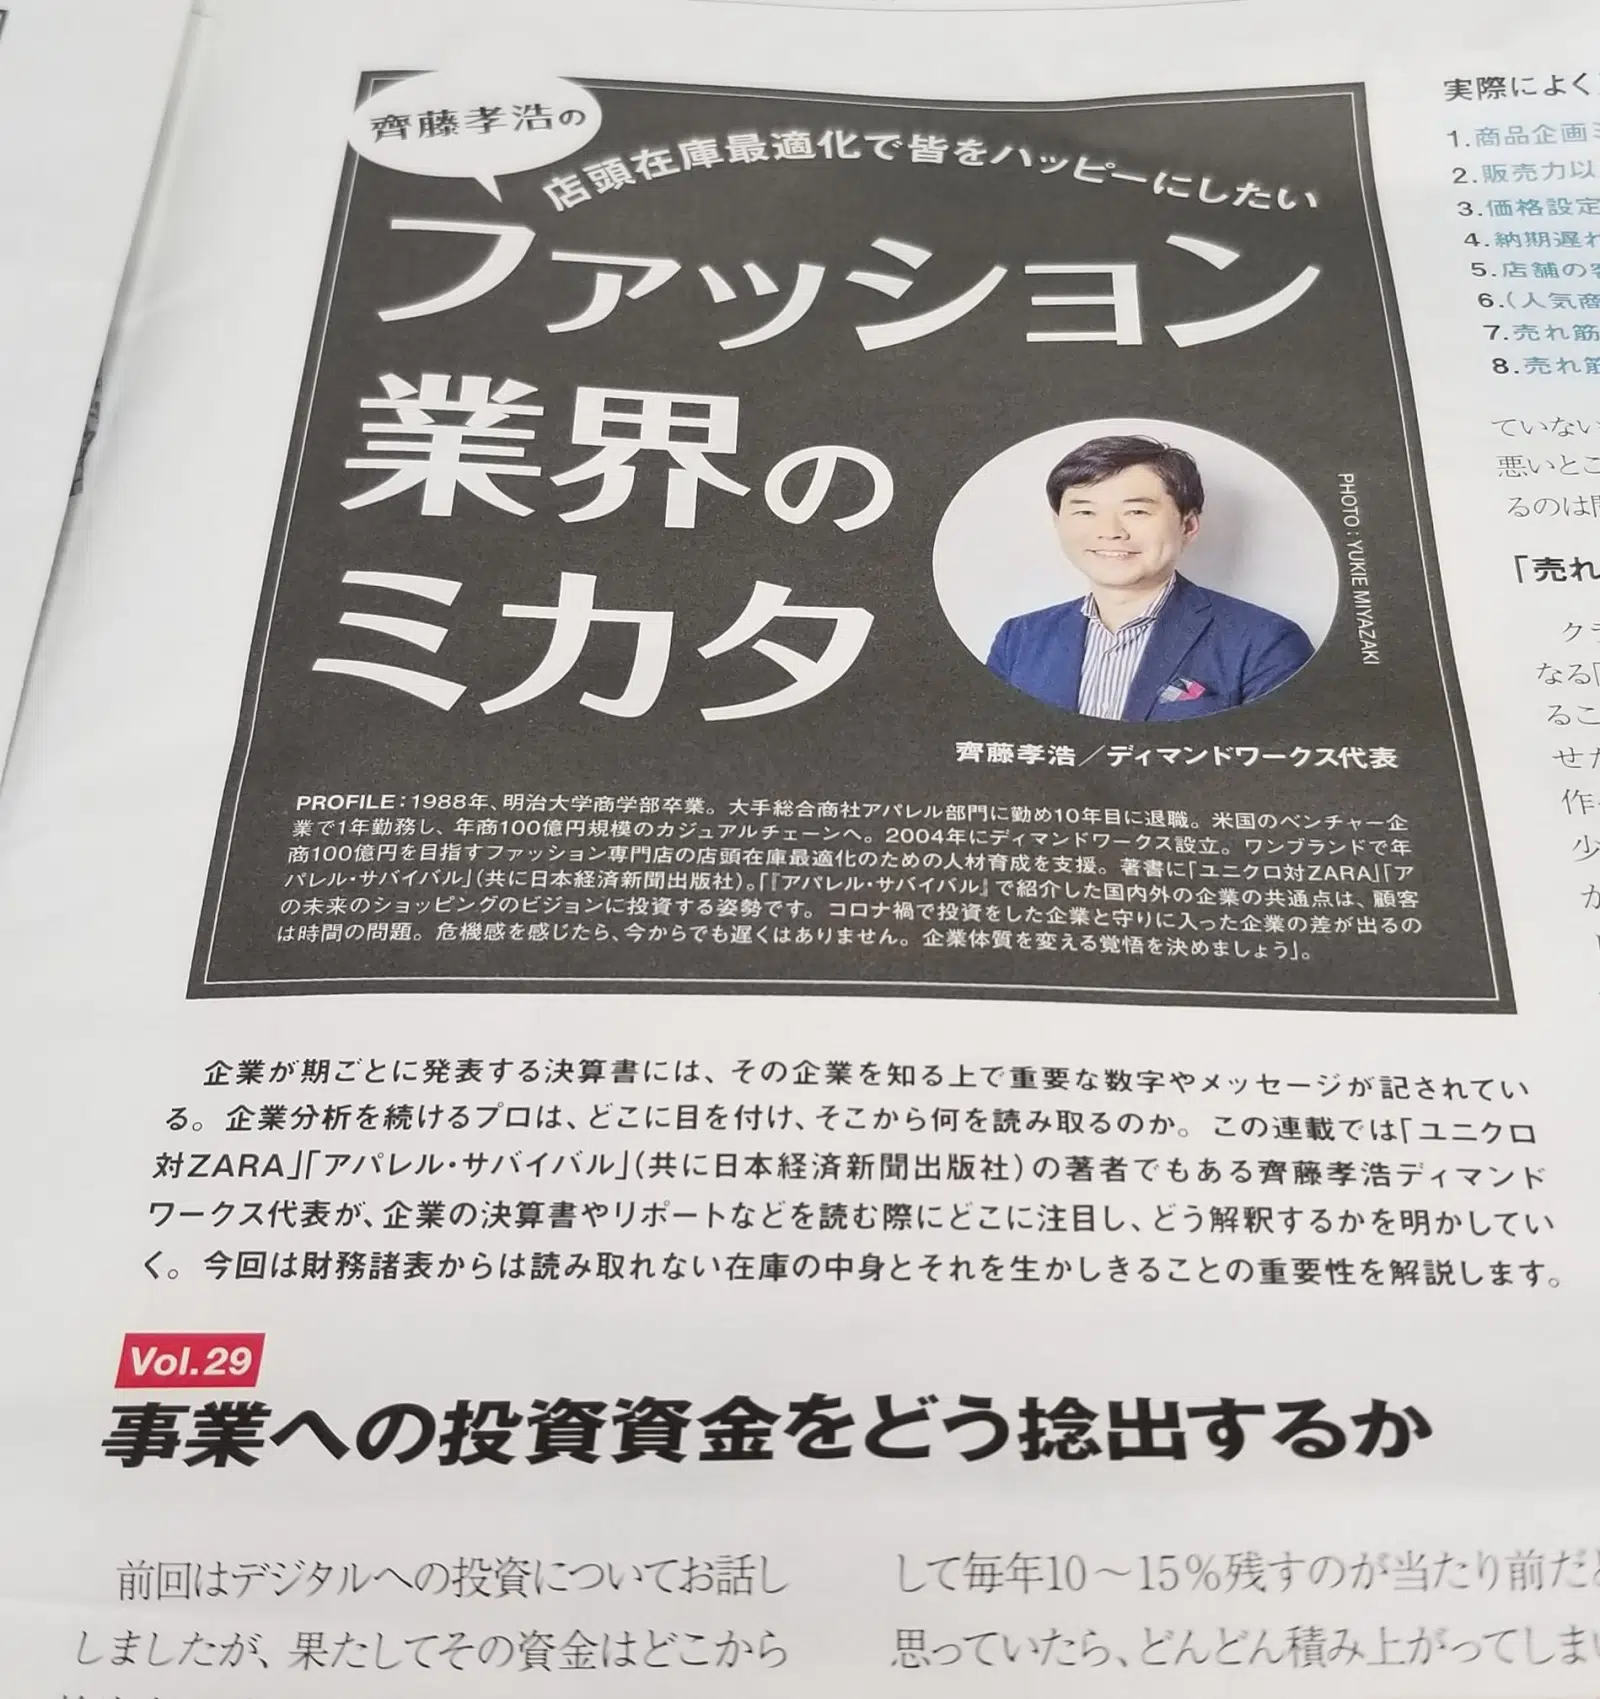 齊藤孝浩の
店頭在庫最適化で皆をハッピーにしたい
ファッション
業界の
ミカタ
PHOTO : YUKIE MIYAZAKI
齊藤孝浩／ディマンドワークス代表
PROFILE：1988年、明治大学商学部卒業。大手総合商社アパレル部門に勤め10年目に退職。米国のベンチャー企
業で1年勤務し、年商100億円規模のカジュアルチェーンへ。2004年にディマンドワークス設立。ワンブランドで年
商100億円を目指すファッション専門店の店頭在庫最適化のための人材育成を支援。著書に「ユニクロ対ZARA」「ア
パレル・サバイバル」（共に日本経済新聞出版社）。「『アパレル・サバイバル』で紹介した国内外の企業の共通点は、顧客
の未来のショッピングのビジョンに投資する姿勢です。コロナ禍で投資をした企業と守りに入った企業の差が出るの
は時間の問題。危機感を感じたら、今からでも遅くはありません。企業体質を変える覚悟を決めましょう」。
企業が期ごとに発表する決算書には、その企業を知る上で重要な数字やメッセージが記されてい
る。企業分析を続けるプロは、どこに目を付け、そこから何を読み取るのか。この連載では「ユニクロ
対ZARA」「アパレル・サバイバル」（共に日本経済新聞出版社）の著者でもある齊藤孝浩ディマンド
ワークス代表が、企業の決算書やリポートなどを読む際にどこに注目し、どう解釈するかを明かしてい
く。今回は財務諸表からは読み取れない在庫の中身とそれを生かしきることの重要性を解説します。
Vol.29
事業への投資資金をどう捻出するか
前回はデジタルへの投資についてお話し
しましたが、果たしてその資金はどこから
して毎年10～15%残すのが当たり前だと
思っていたら、どんどん積み上がってしまい
実際によく
1.商品企画ミ
2.販売力以
3.価格設定
4.納期遅れ
5.店舗の客
6.（人気商
7.売れ筋
8.売れ筋
ていない
悪いとこ
るのは
「売れ
クラ
なる「
るこ
せた
作
少
か